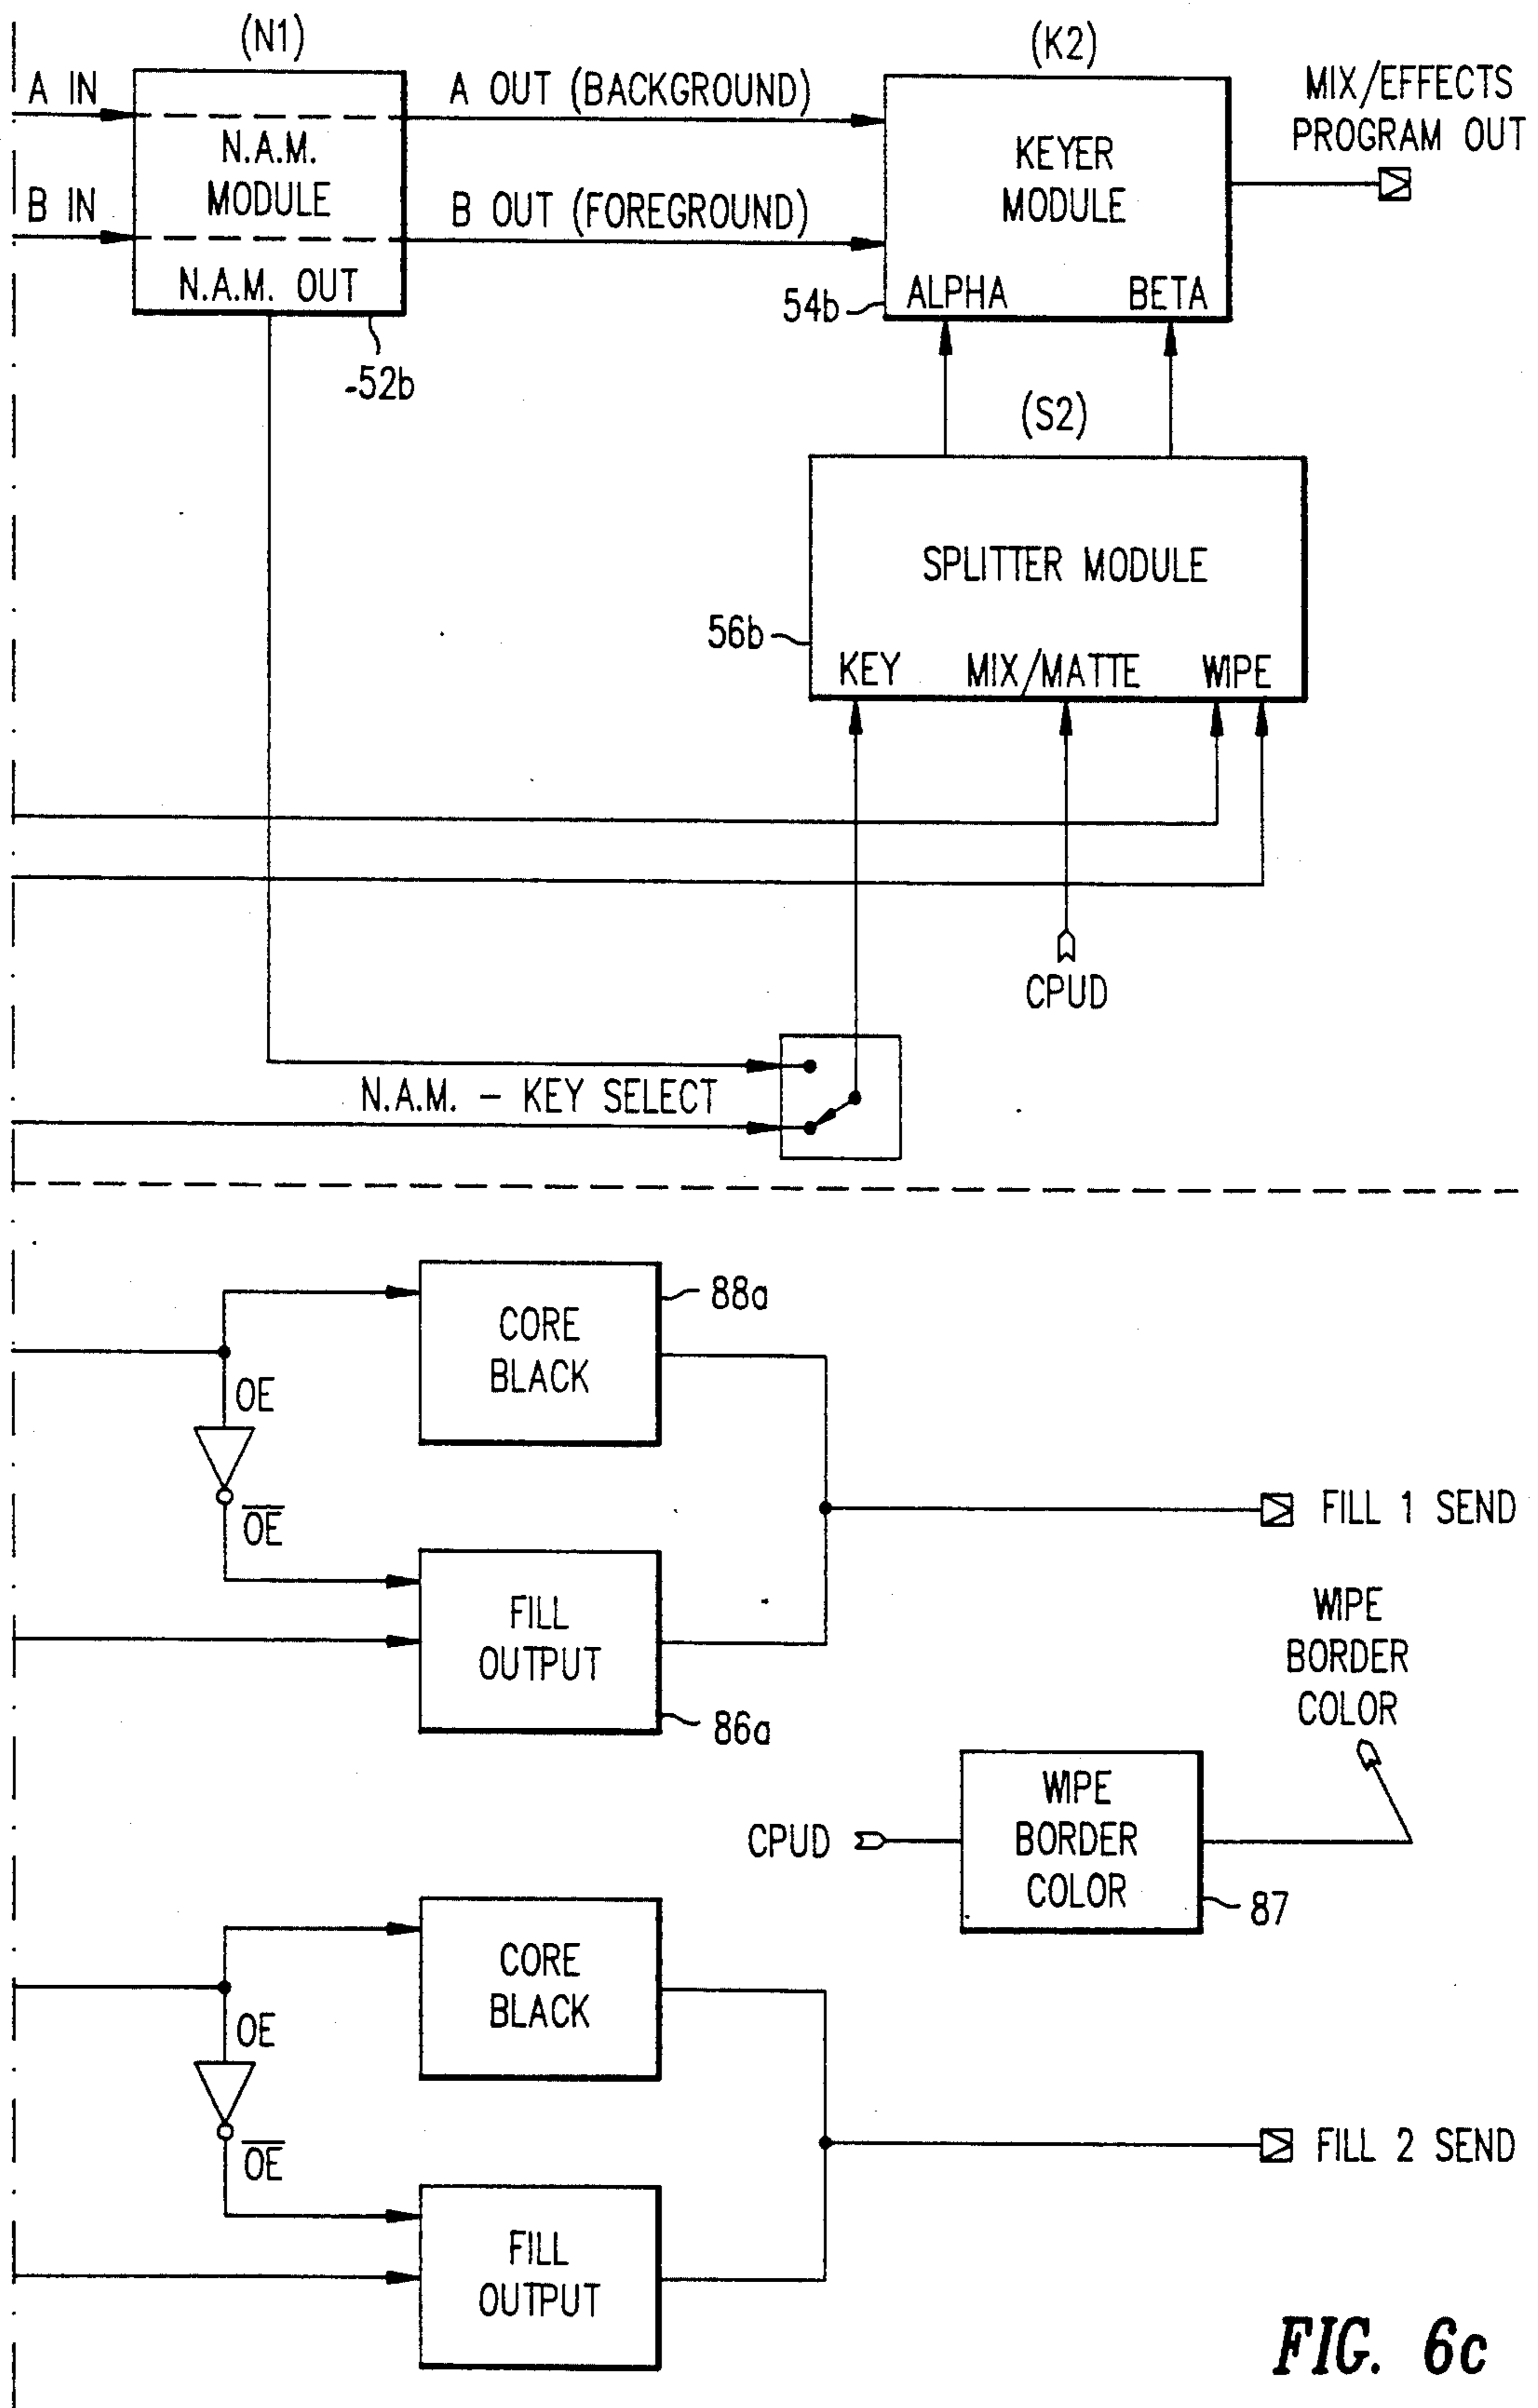 (N1)
(K2)
A IN
A OUT (BACKGROUND)
MIX/EFFECTS
PROGRAM OUT
N.A.M.
MODULE
KEYER
MODULE
B IN
B OUT (FOREGROUND)
N.A.M. OUT
54b
ALPHA
BETA
-52b
(S2)
SPLITTER MODULE
56b
KEY
MIX/MATTE
WIPE
CPUD
N.A.M. - KEY SELECT
88a
CORE
BLACK
OE
OE
FILL 1 SEND
FILL
OUTPUT
86a
WIPE
BORDER
COLOR
CPUD
WIPE
BORDER
COLOR
87
CORE
BLACK
OE
OE
FILL 2 SEND
FILL
OUTPUT
FIG. 6c